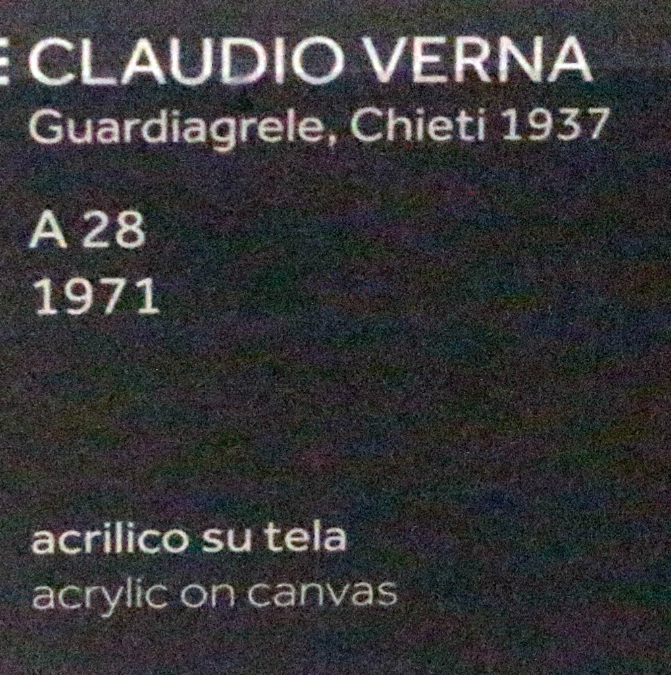 CLAUDIO VERNA
Guardiagrele, Chieti 1937
A 28
1971
acrilico su tela
acrylic on canvas